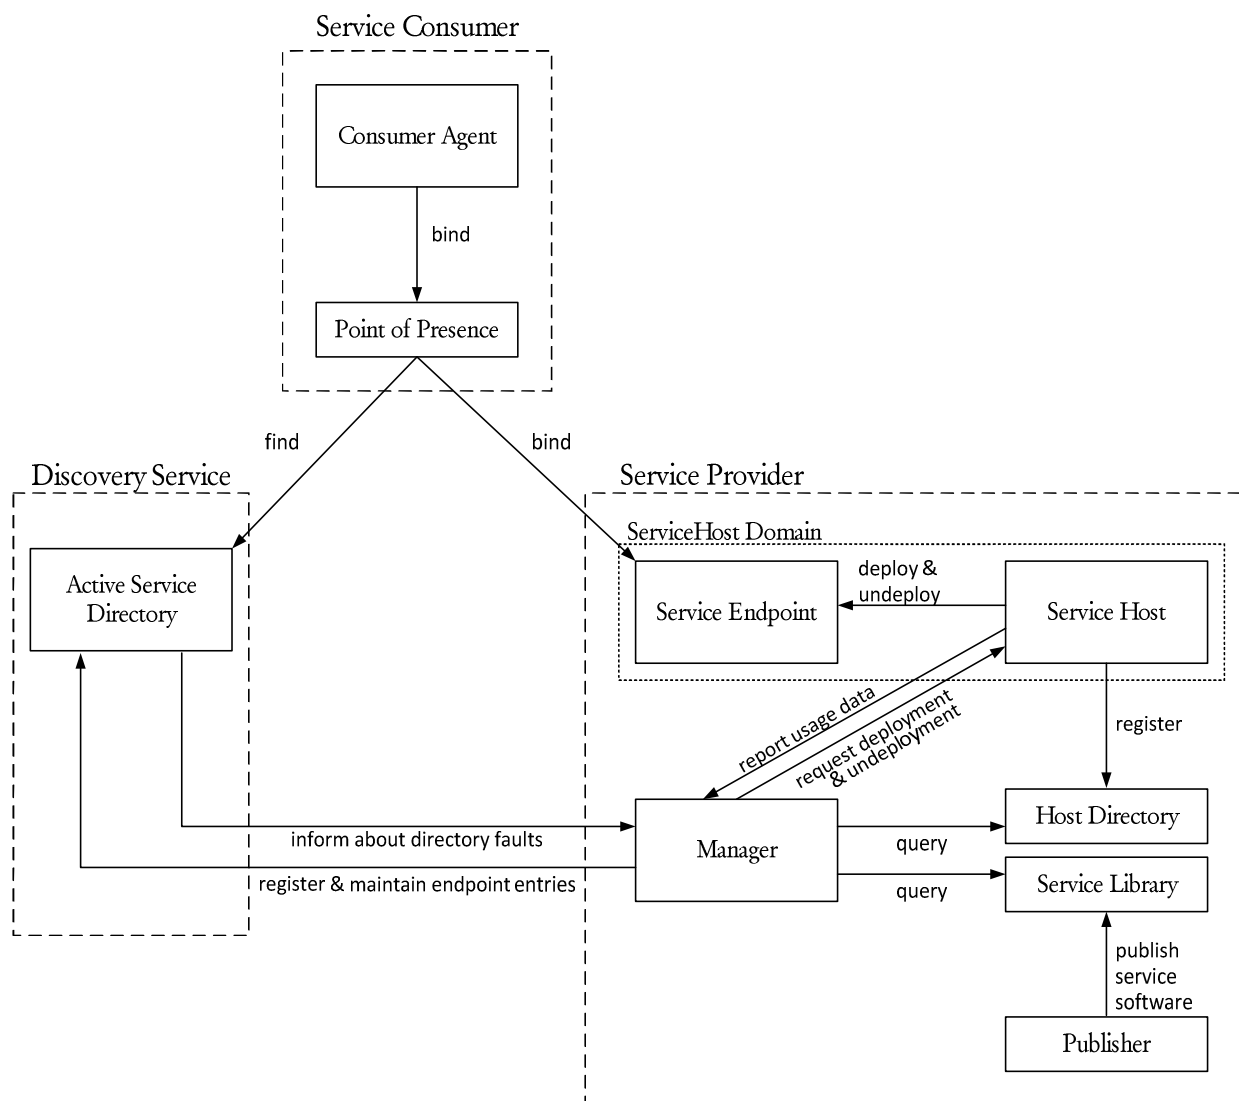 Service Consumer
Consumer Agent
bind
Point of Presence
find
bind
Discovery Service
Service Provider
ServiceHost Domain
Active Service
Directory
Service Endpoint
deploy &
undeploy
Service Host
report usage data
request deployment
& undeployment
register
inform about directory faults
register & maintain endpoint entries
Manager
query
query
Host Directory
Service Library
publish
service
software
Publisher